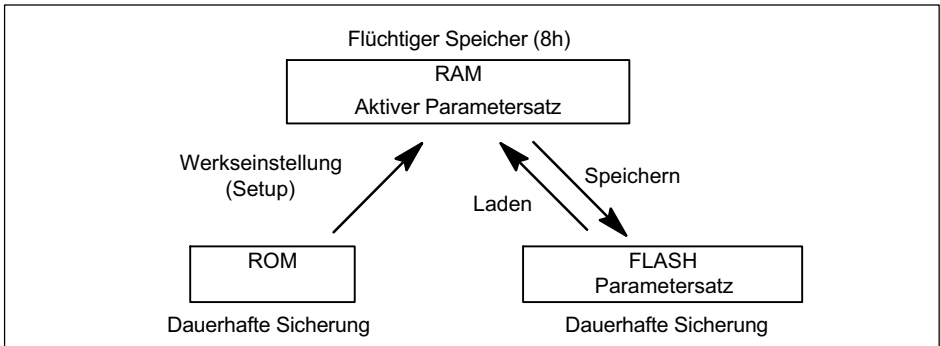 Flüchtiger Speicher (8h)
RAM
Aktiver Parametersatz
Werkseinstellung
(Setup)
Speichern
Laden
ROM
FLASH
Parametersatz
Dauerhafte Sicherung
Dauerhafte Sicherung